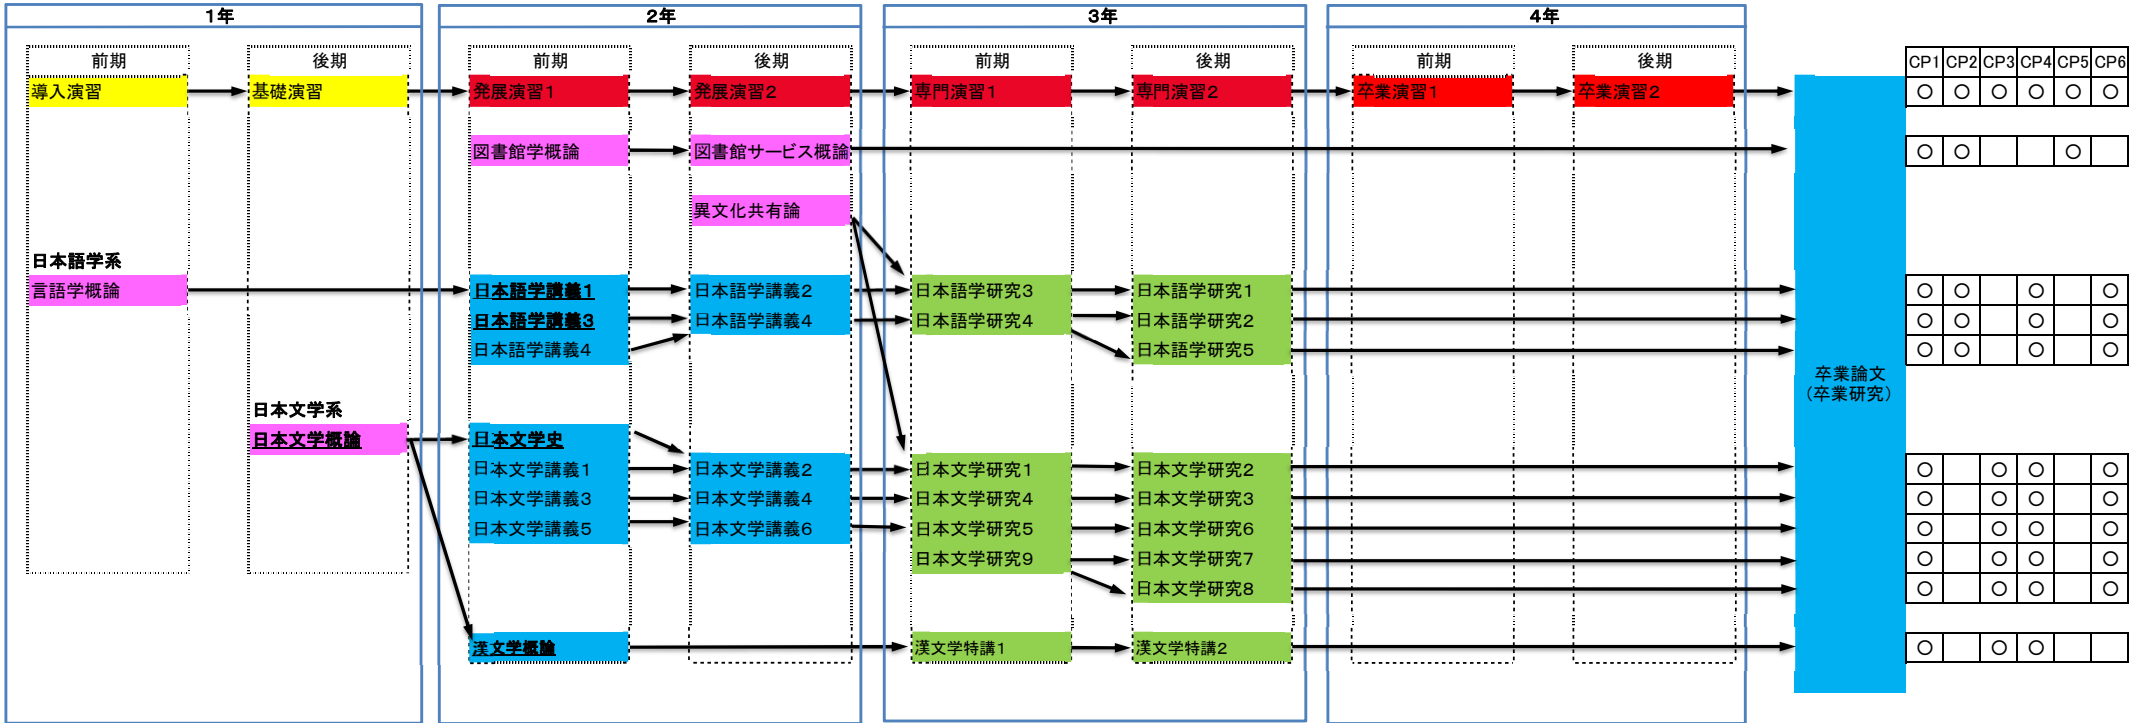 1年 2年 3年 4年
前期 後期 前期 後期 前期 後期 前期 後期
CP1 CP2 CP3 CP4 CP5 CP6
導入演習 基礎演習 発展演習1 発展演習2 専門演習1 専門演習2 卒業演習1 卒業演習2 ○ ○ ○ ○ ○ ○
図書館学概論 図書館サービス概論 ○ ○ ○
異文化共有論
日本語学系
言語学概論 日本語学講義1 日本語学講義2 日本語学研究3 日本語学研究1 ○ ○ ○ ○
日本語学講義3 日本語学講義4 日本語学研究4 日本語学研究2 ○ ○ ○ ○
日本語学講義4 日本語学研究5 ○ ○ ○ ○
卒業論文
(卒業研究)
日本文学系
日本文学概論 日本文学史
日本文学講義1 日本文学講義2 日本文学研究1 日本文学研究2 ○ ○ ○ ○
日本文学講義3 日本文学講義4 日本文学研究4 日本文学研究3 ○ ○ ○ ○
日本文学講義5 日本文学講義6 日本文学研究5 日本文学研究6 ○ ○ ○ ○
日本文学研究9 日本文学研究7 ○ ○ ○ ○
日本文学研究8 ○ ○ ○ ○
漢文学概論 漢文学特講1 漢文学特講2 ○ ○ ○